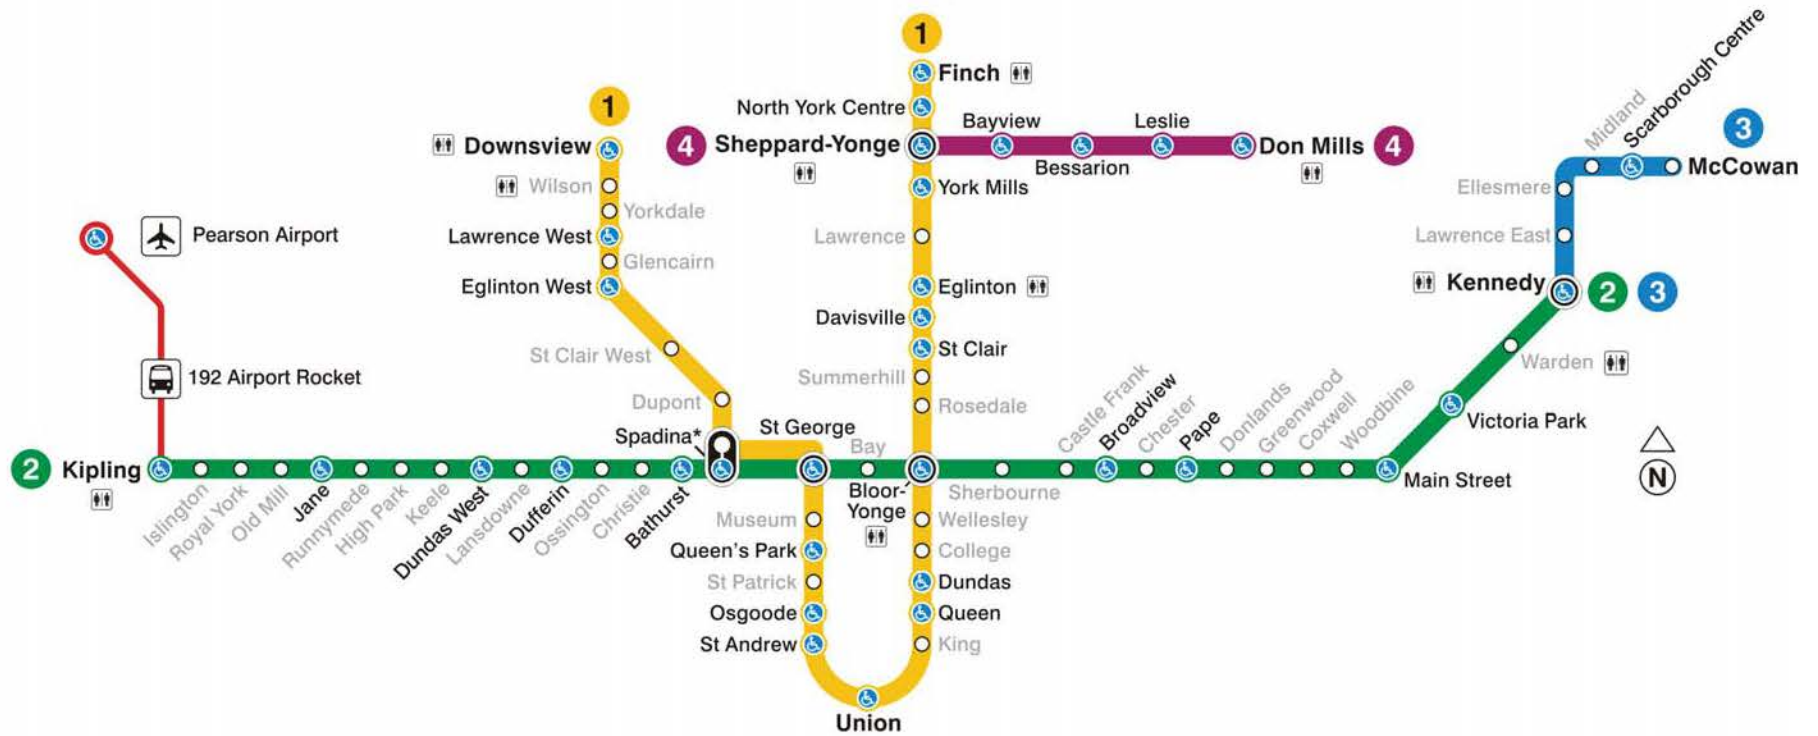 1
Finch
1
North York Centre
Bayview
Leslie
Downsview
4
Sheppard-Yonge
Don Mills
4
Bessarion
Midland
Scarborough Centre
3
McCowan
Wilson
York Mills
Ellesmere
Yorkdale
Pearson Airport
Lawrence West
Lawrence
Lawrence East
Glencairn
Eglinton West
Eglinton
Kennedy
2
3
Davisville
St Clair West
St Clair
192 Airport Rocket
Summerhill
Warden
Dupont
Rosedale
Victoria Park
Spadina*
St George
Bay
Castle Frank
Broadview
Chester
Pape
Donlands
Greenwood
Coxwell
Woodbine
2
Kipling
Main Street
N
Islington
Royal York
Old Mill
Jane
Runnymede
High Park
Keele
Dundas West
Lansdowne
Dufferin
Ossington
Christie
Bathurst
Bloor-
Yonge
Sherbourne
Museum
Wellesley
Queen's Park
College
St Patrick
Dundas
Osgoode
Queen
St Andrew
King
Union